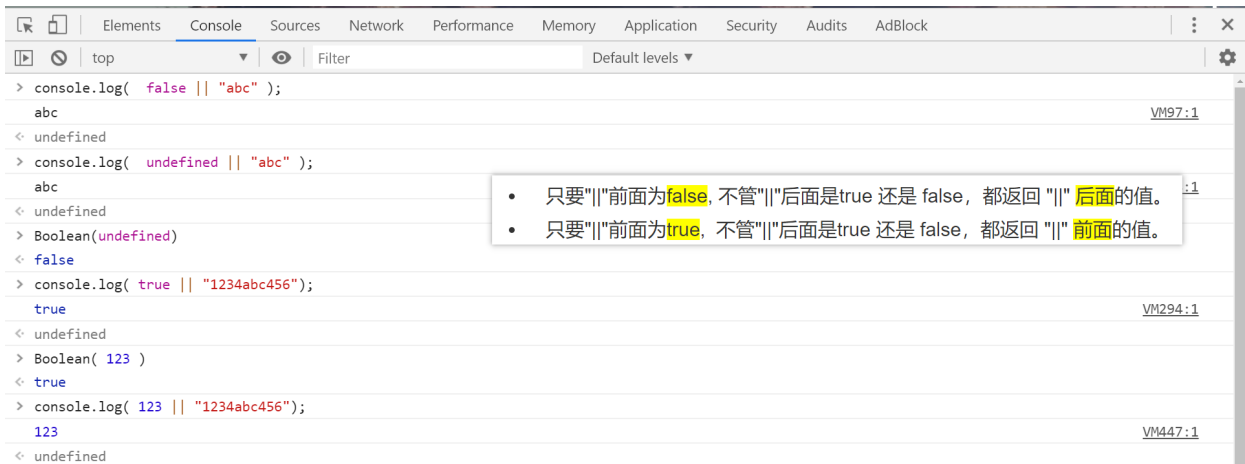 Elements Console Sources Network Performance Memory Application Security Audits AdBlock
top Filter Default levels ▼
> console.log(  false || "abc" );
abc VM97:1
undefined
> console.log(  undefined || "abc" );
abc :1
undefined
> Boolean(undefined)
false
> console.log( true || "1234abc456");
true VM294:1
undefined
> Boolean( 123 )
true
> console.log( 123 || "1234abc456");
123 VM447:1
undefined
• 只要"||"前面为false, 不管"||"后面是true 还是 false，都返回 "||" 后面的值。
• 只要"||"前面为true, 不管"||"后面是true 还是 false，都返回 "||" 前面的值。